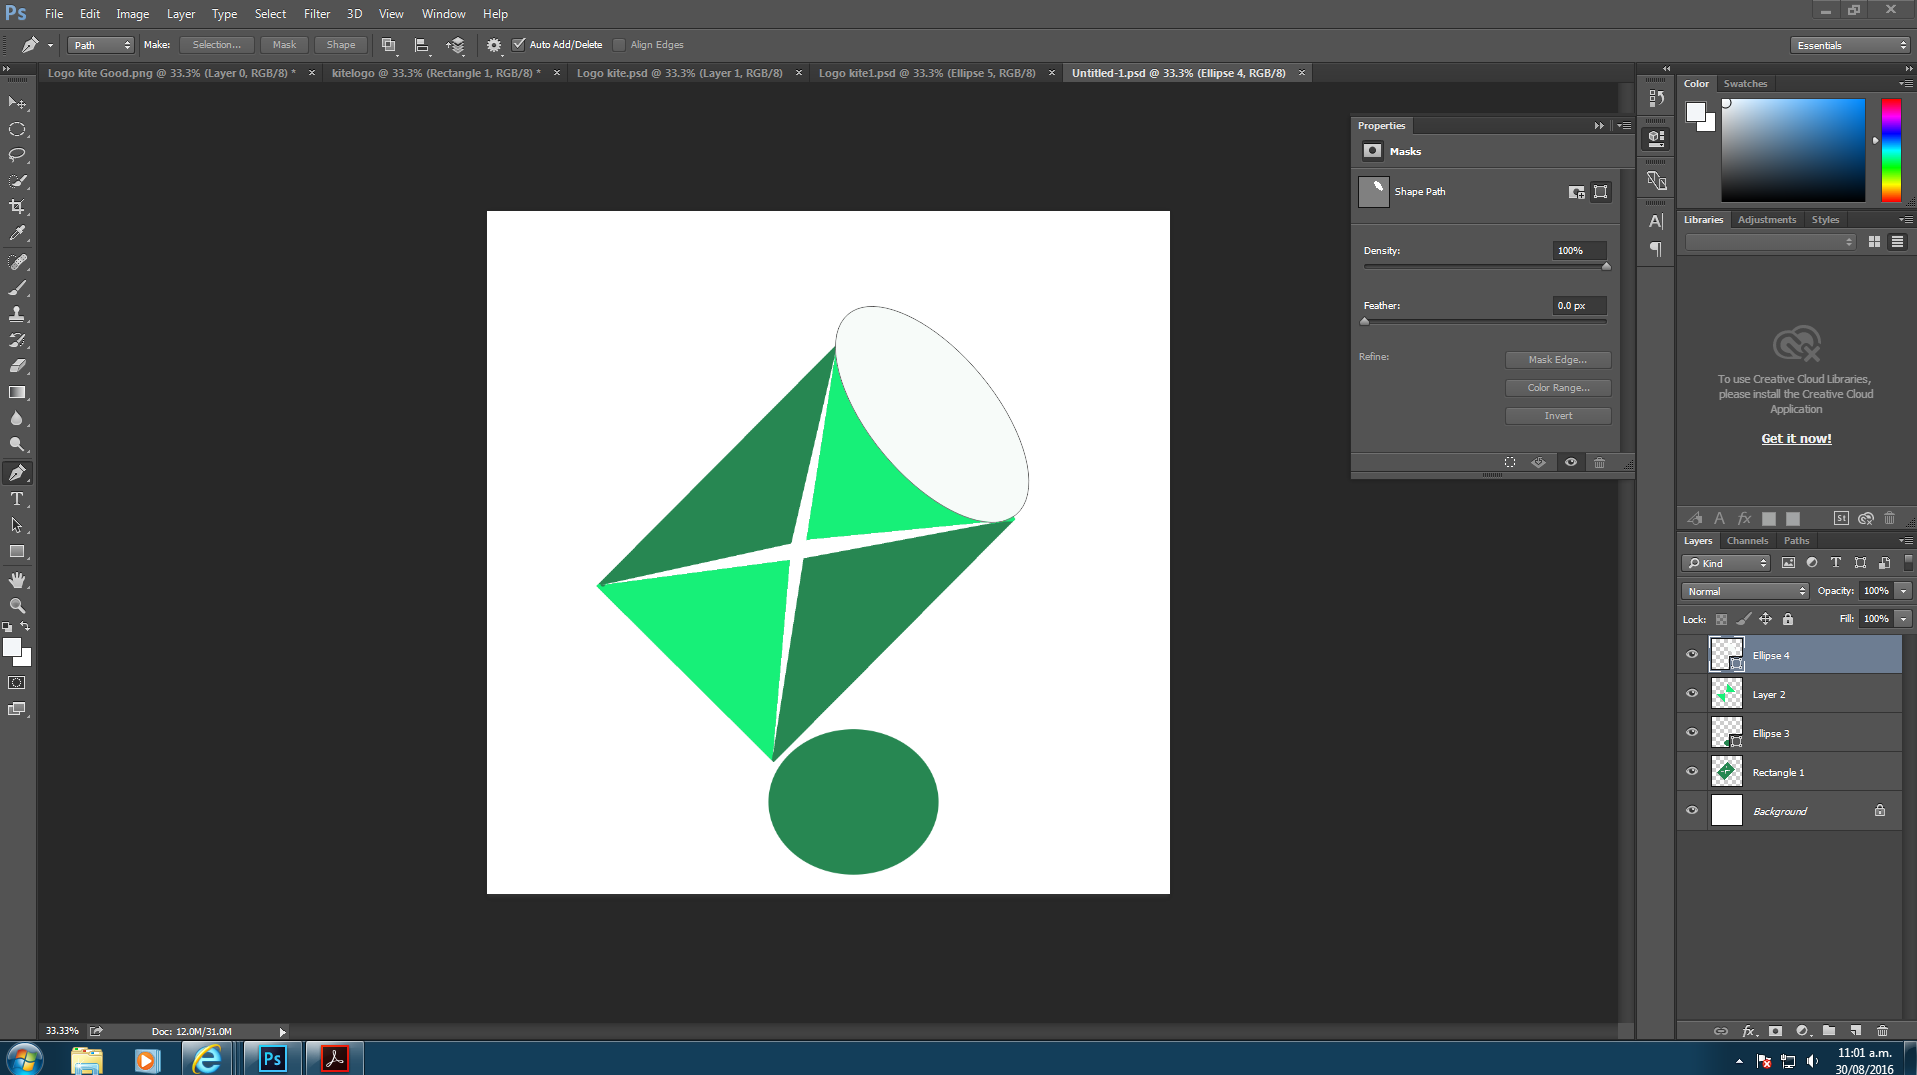 Ps File Edit Image Layer Type Select Filter 3D View Window Help
Path Make: Selection... Mask Shape Auto Add/Delete Align Edges Essentials
Logo kite Good.png @ 33.3% (Layer 0, RGB/8) * × kitelogo @ 33.3% (Rectangle 1, RGB/8) * × Logo kite.psd @ 33.3% (Layer 1, RGB/8) × Logo kite1.psd @ 33.3% (Ellipse 5, RGB/8) × Untitled-1.psd @ 33.3% (Ellipse 4, RGB/8) ×
Properties
Masks
Shape Path
Density: 100%
Feather: 0.0 px
Refine: Mask Edge...
Color Range...
Invert
Color Swatches
Libraries Adjustments Styles
To use Creative Cloud Libraries,
please install the Creative Cloud
Application
Get it now!
St
Layers Channels Paths
Kind
Normal Opacity: 100%
Lock: Fill: 100%
Ellipse 4
Layer 2
Ellipse 3
Rectangle 1
Background
33.33% Doc: 12.0M/31.0M
Ps
11:01 a.m.
30/08/2016